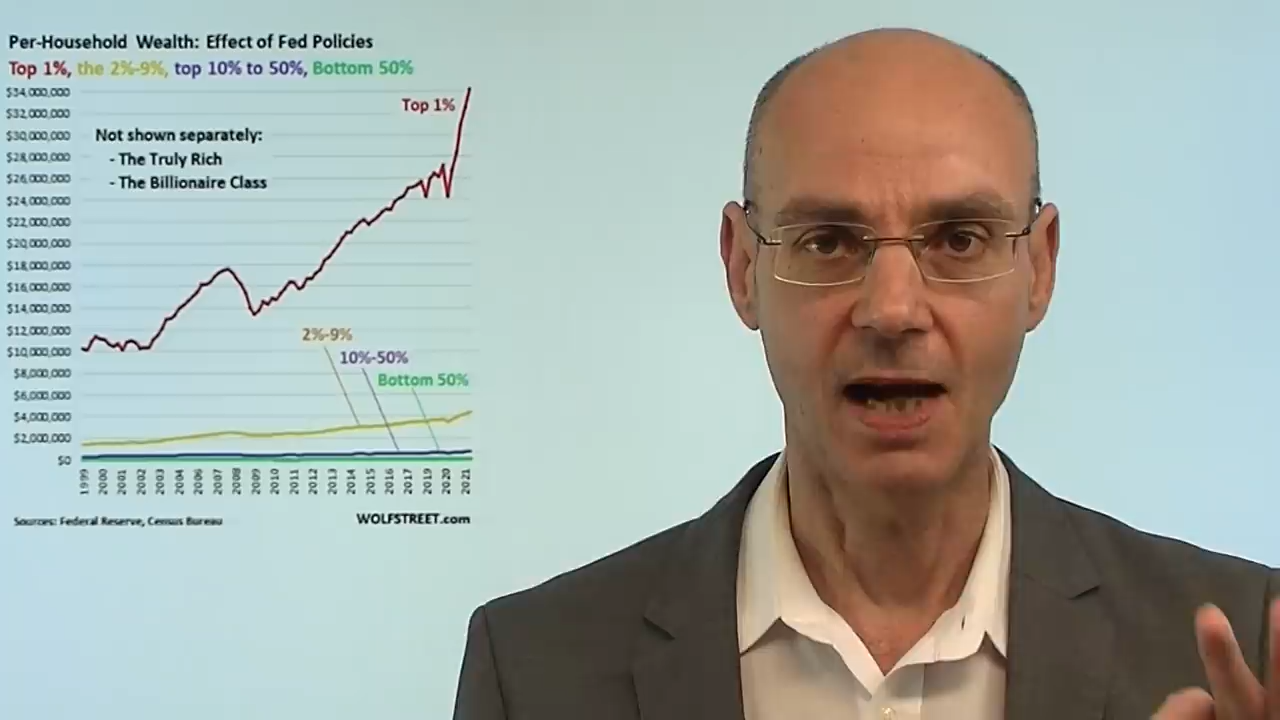 Per-Household Wealth: Effect of Fed Policies
Top 1%, the 2%-9%, top 10% to 50%, Bottom 50%
$34,000,000
$32,000,000
$30,000,000
$28,000,000
$26,000,000
$24,000,000
$22,000,000
$20,000,000
$18,000,000
$16,000,000
$14,000,000
$12,000,000
$10,000,000
$8,000,000
$6,000,000
$4,000,000
$2,000,000
$0
Top 1%
Not shown separately:
- The Truly Rich
- The Billionaire Class
2%-9%
10%-50%
Bottom 50%
1999 2000 2001 2002 2003 2004 2005 2006 2007 2008 2009 2010 2011 2012 2013 2014 2015 2016 2017 2019 2020 2021
Sources: Federal Reserve, Census Bureau
WOLFSTREET.com